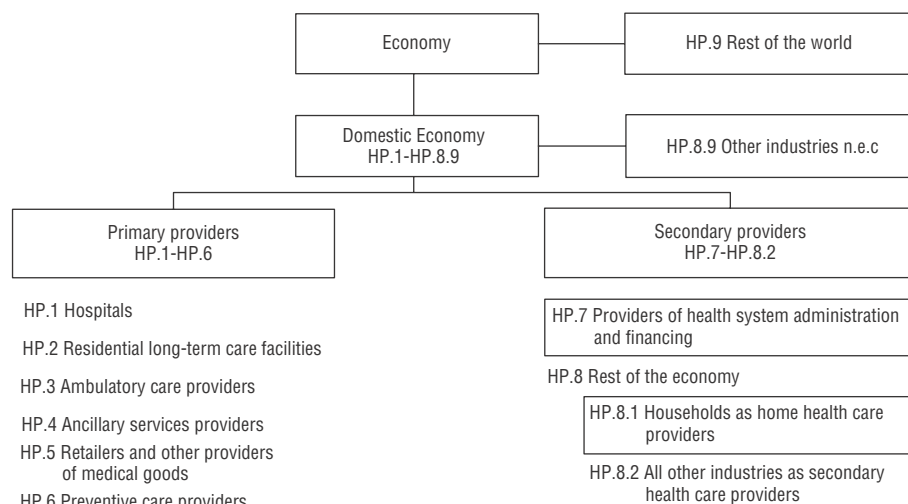 Economy
HP.9 Rest of the world
Domestic Economy
HP.1-HP.8.9
HP.8.9 Other industries n.e.c
Primary providers
HP.1-HP.6
Secondary providers
HP.7-HP.8.2
HP.1 Hospitals
HP.2 Residential long-term care facilities
HP.3 Ambulatory care providers
HP.4 Ancillary services providers
HP.5 Retailers and other providers
of medical goods
HP.6 Preventive care providers
HP.7 Providers of health system administration
and financing
HP.8 Rest of the economy
HP.8.1 Households as home health care
providers
HP.8.2 All other industries as secondary
health care providers